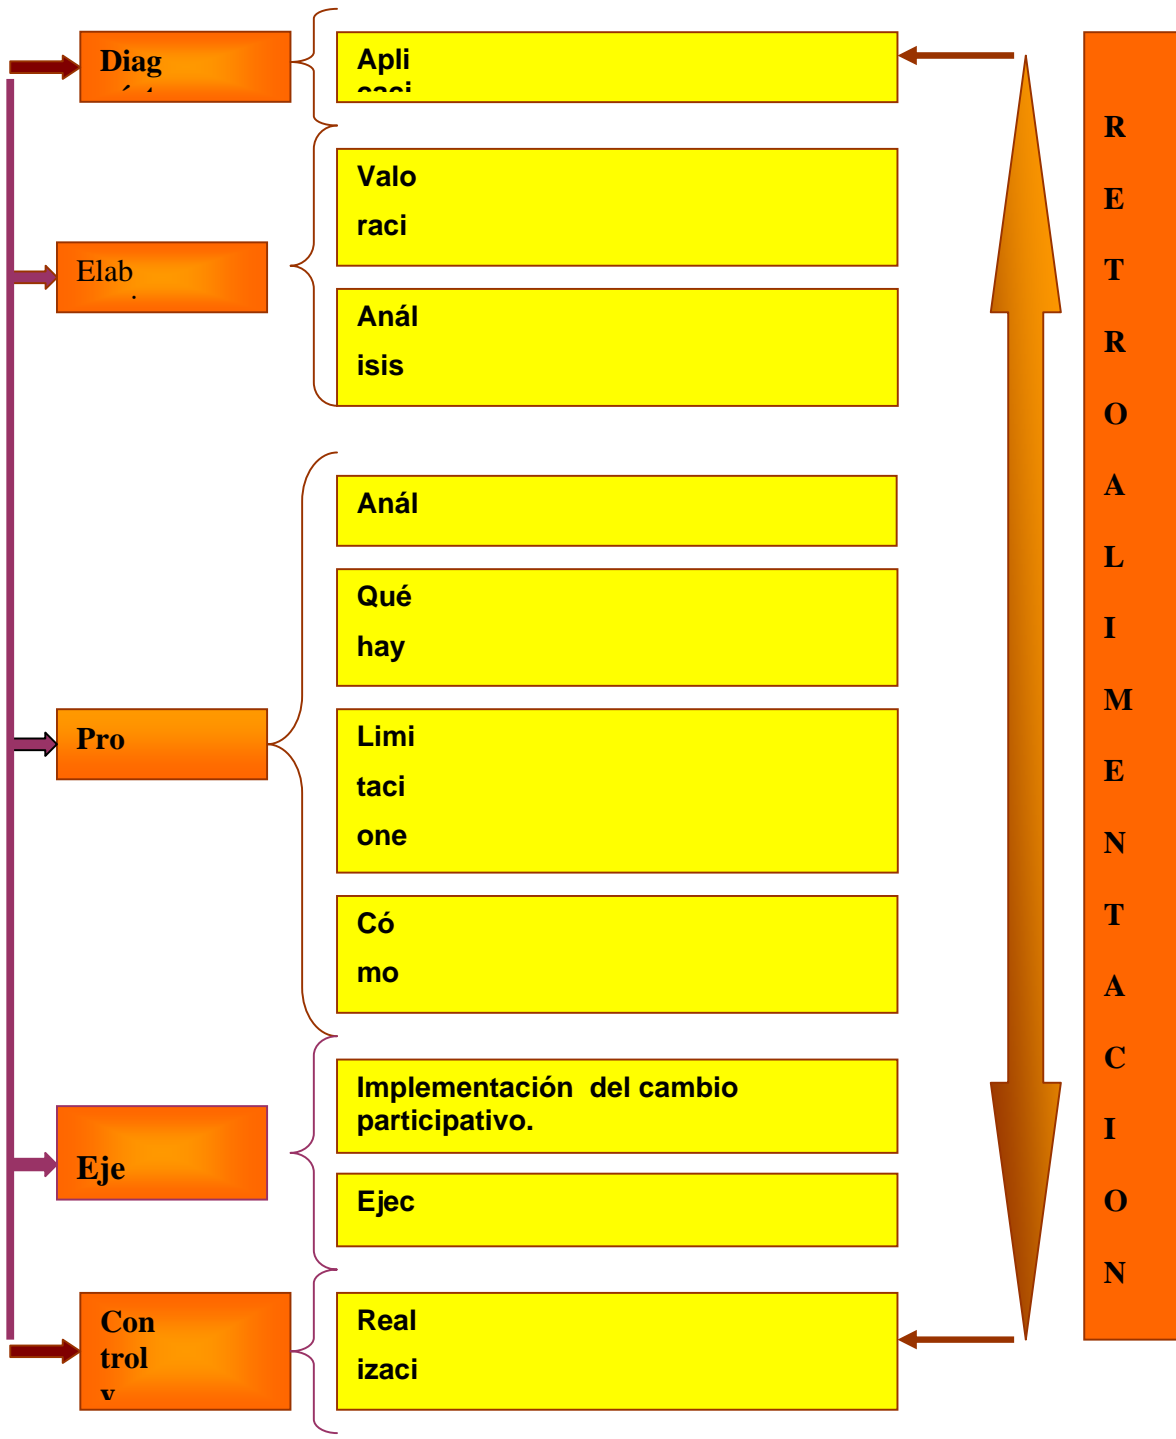 Diag
Apli
caci
Valo
raci
Elab
Anál
isis
Anál
Qué
hay
Pro
Limi
taci
one
Có
mo
Implementación  del cambio
participativo.
Eje
Ejec
Con
trol
y
Real
izaci
R
E
T
R
O
A
L
I
M
E
N
T
A
C
I
O
N